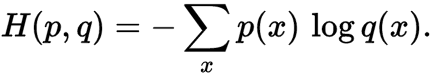 H(p, q) = − ∑ₓ p(x) log q(x).